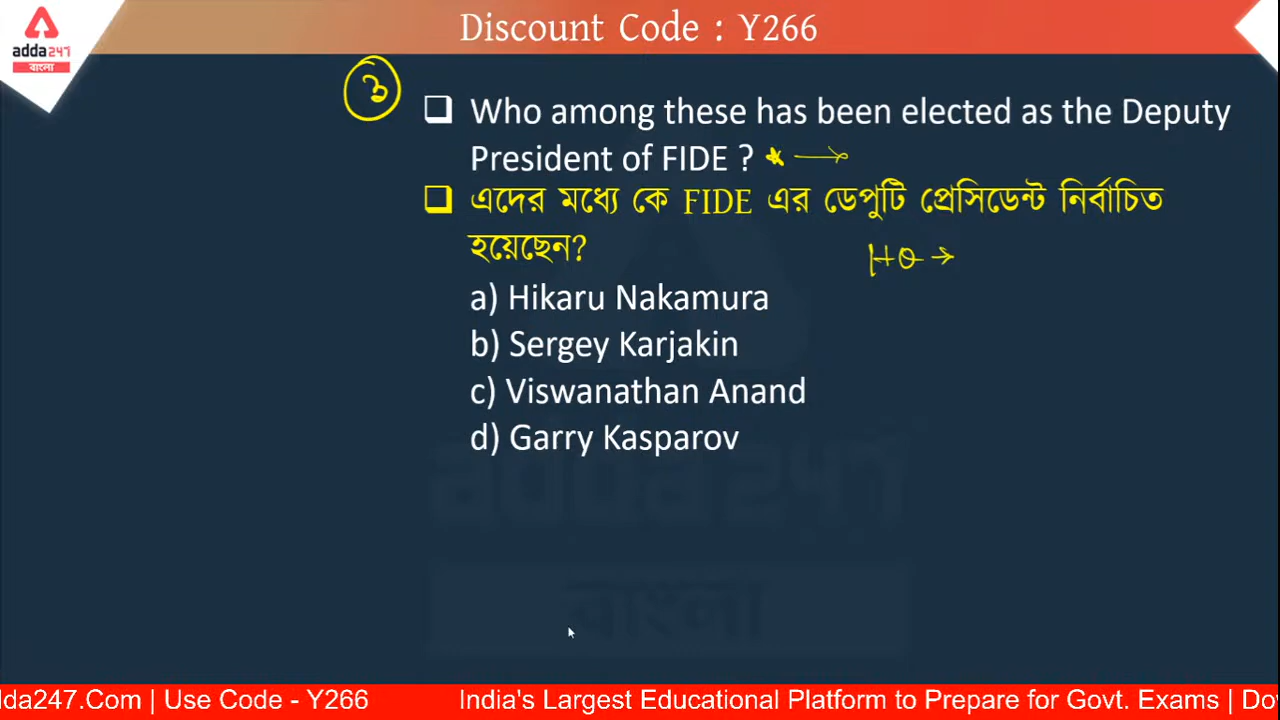 Discount Code : Y266
adda247
বাংলা
৩
❑ Who among these has been elected as the Deputy
President of FIDE ? * →
❑ এদের মধ্যে কে FIDE এর ডেপুটি প্রেসিডেন্ট নির্বাচিত
হয়েছেন?
HQ →
a) Hikaru Nakamura
b) Sergey Karjakin
c) Viswanathan Anand
d) Garry Kasparov
adda247
বাংলা
dda247.Com | Use Code - Y266 India's Largest Educational Platform to Prepare for Govt. Exams | Do